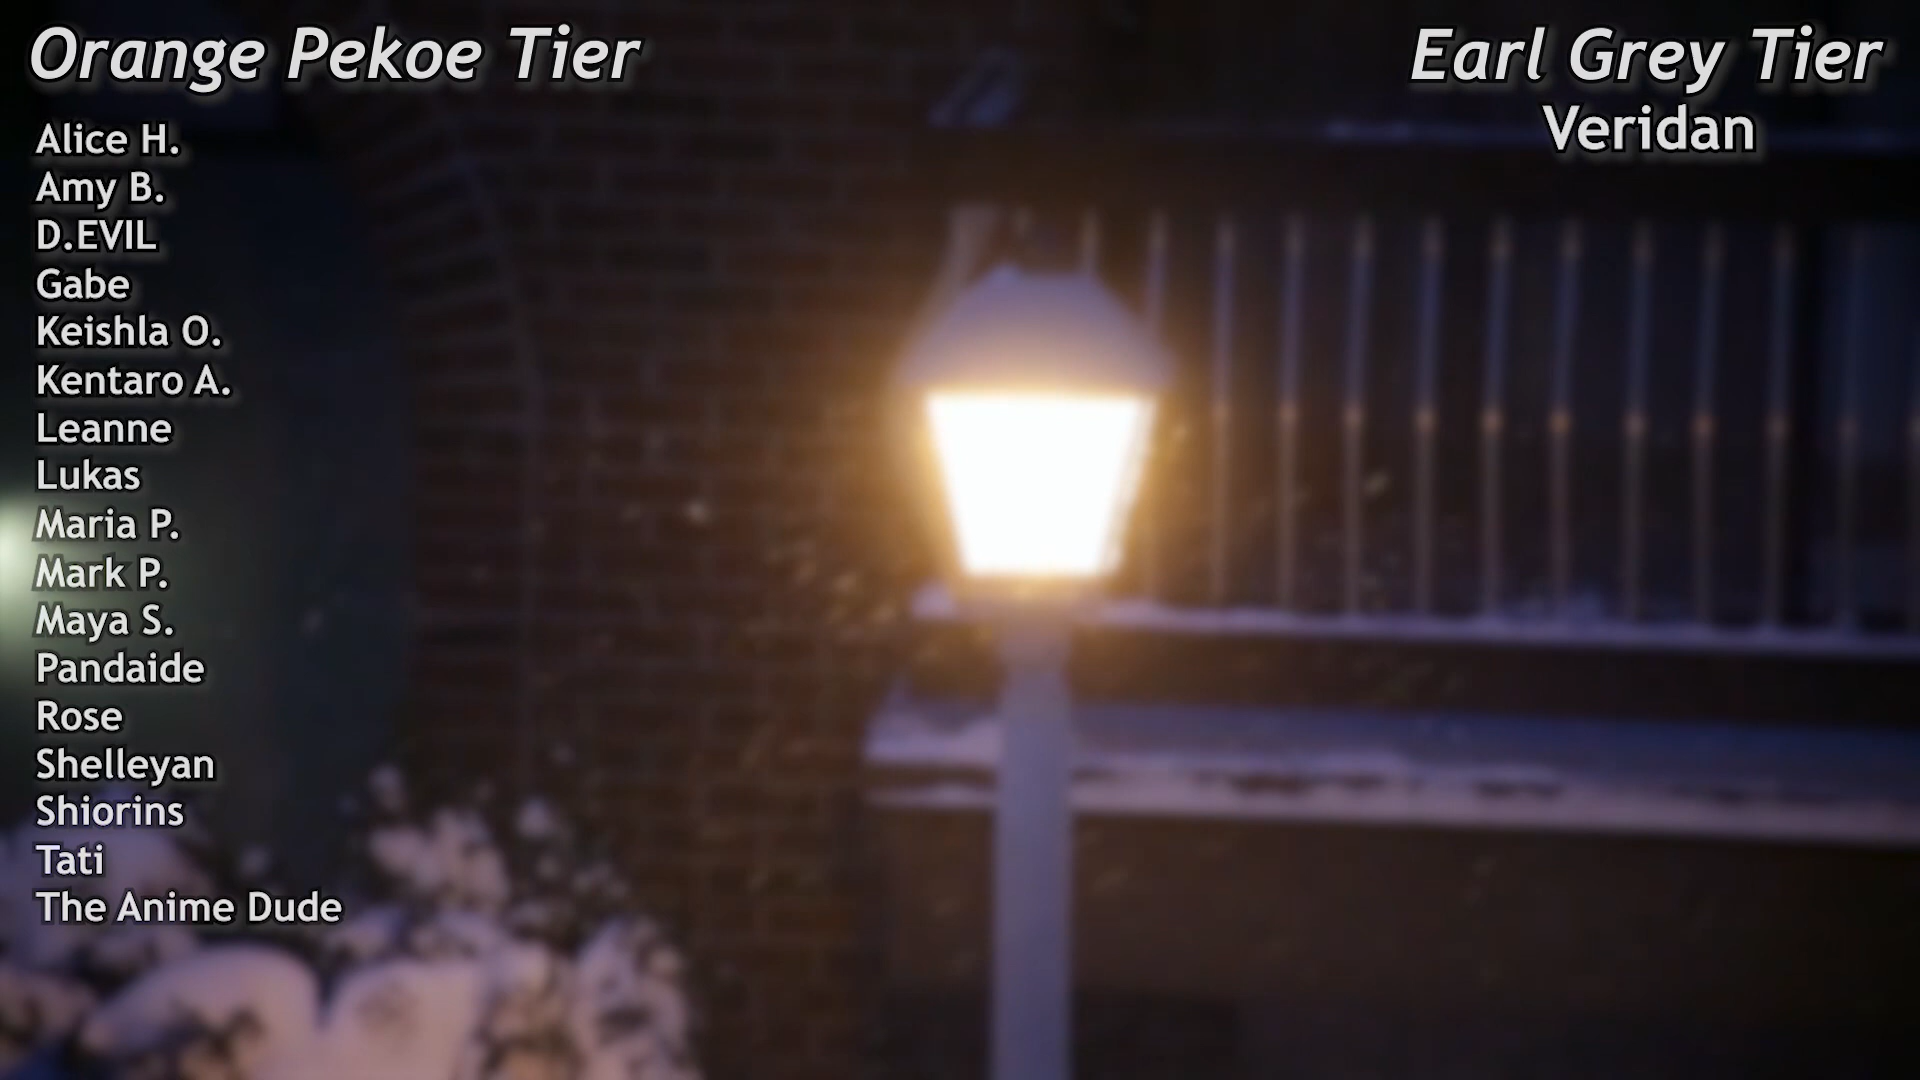 Orange Pekoe Tier
Alice H.
Amy B.
D.EVIL
Gabe
Keishla O.
Kentaro A.
Leanne
Lukas
Maria P.
Mark P.
Maya S.
Pandaide
Rose
Shelleyan
Shiorins
Tati
The Anime Dude
Earl Grey Tier
Veridan